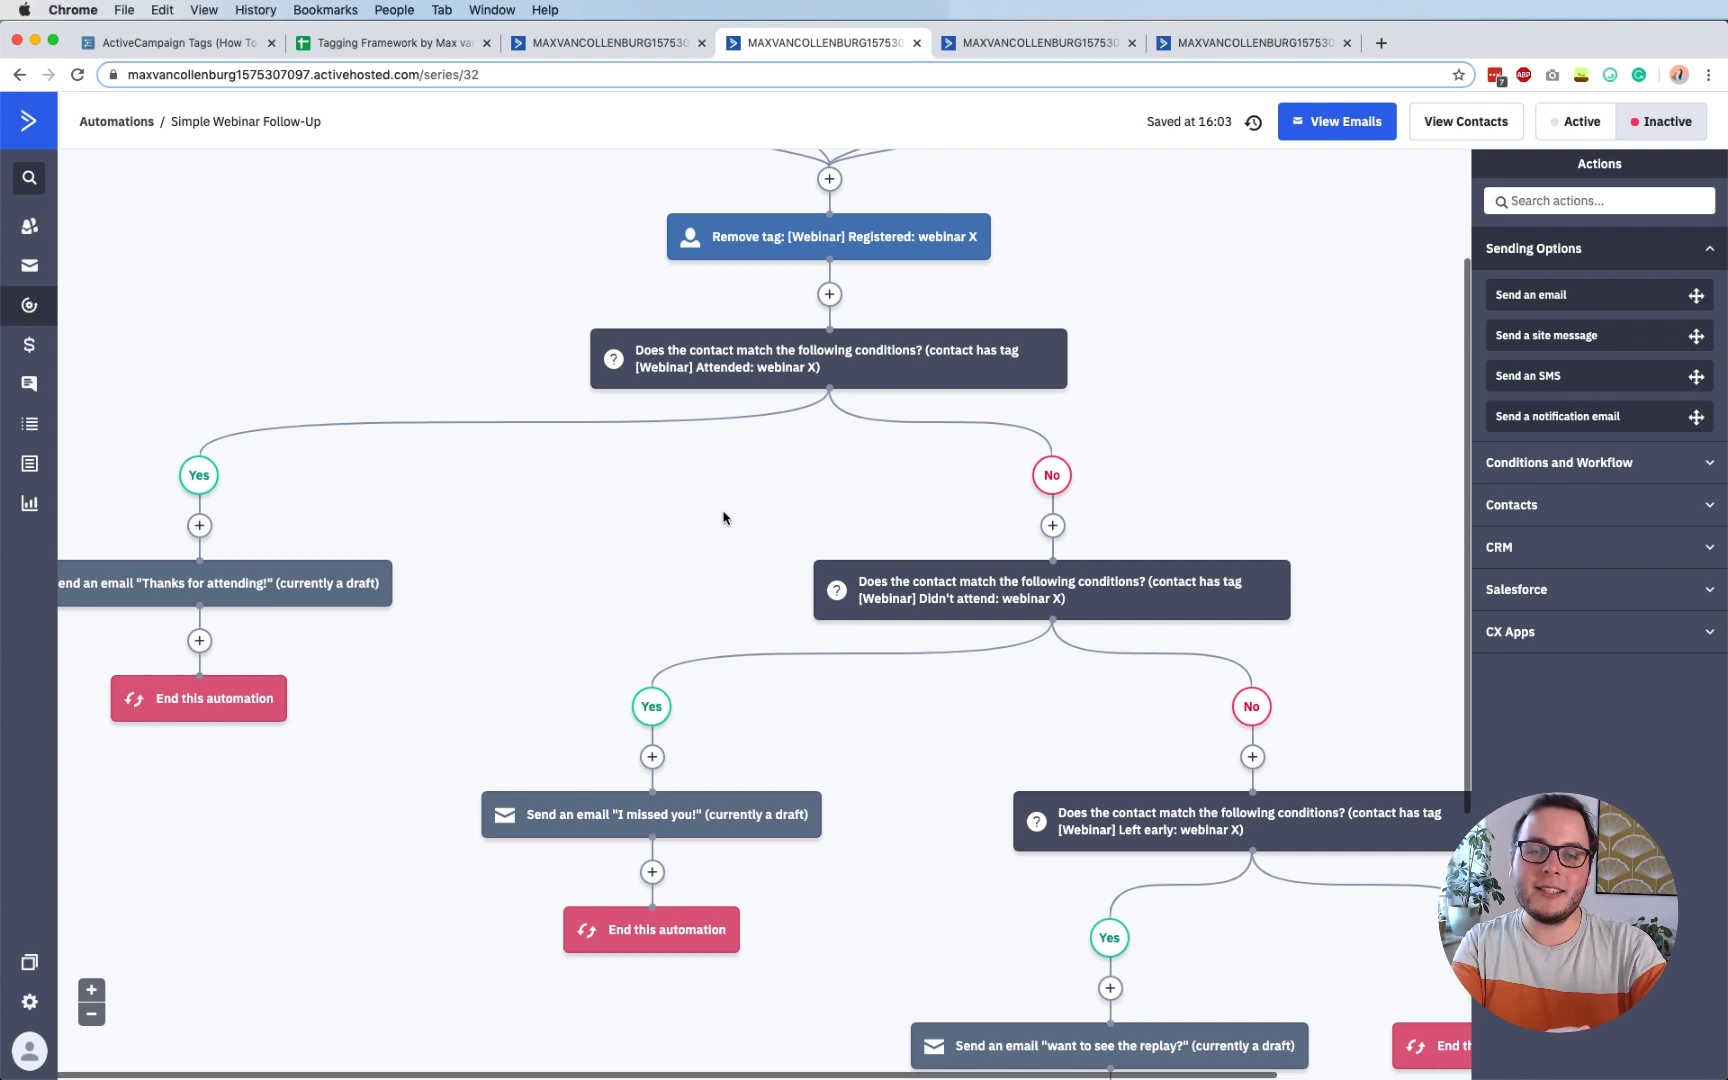 Chrome File Edit View History Bookmarks People Tab Window Help
ActiveCampaign Tags (How To
Tagging Framework by Max va
MAXVANCOLLENBURG157530
MAXVANCOLLENBURG157530
MAXVANCOLLENBURG157530
MAXVANCOLLENBURG157530
maxvancollenburg1575307097.activehosted.com/series/32
7
ABP
Automations / Simple Webinar Follow-Up
Saved at 16:03
View Emails
View Contacts
Active
Inactive
Actions
Search actions...
Sending Options
Send an email
Send a site message
Send an SMS
Send a notification email
Conditions and Workflow
Contacts
CRM
Salesforce
CX Apps
Remove tag: [Webinar] Registered: webinar X
Does the contact match the following conditions? (contact has tag
[Webinar] Attended: webinar X)
Yes
No
end an email "Thanks for attending!" (currently a draft)
End this automation
Does the contact match the following conditions? (contact has tag
[Webinar] Didn't attend: webinar X)
Yes
No
Send an email "I missed you!" (currently a draft)
End this automation
Does the contact match the following conditions? (contact has tag
[Webinar] Left early: webinar X)
Yes
Send an email "want to see the replay?" (currently a draft)
End th